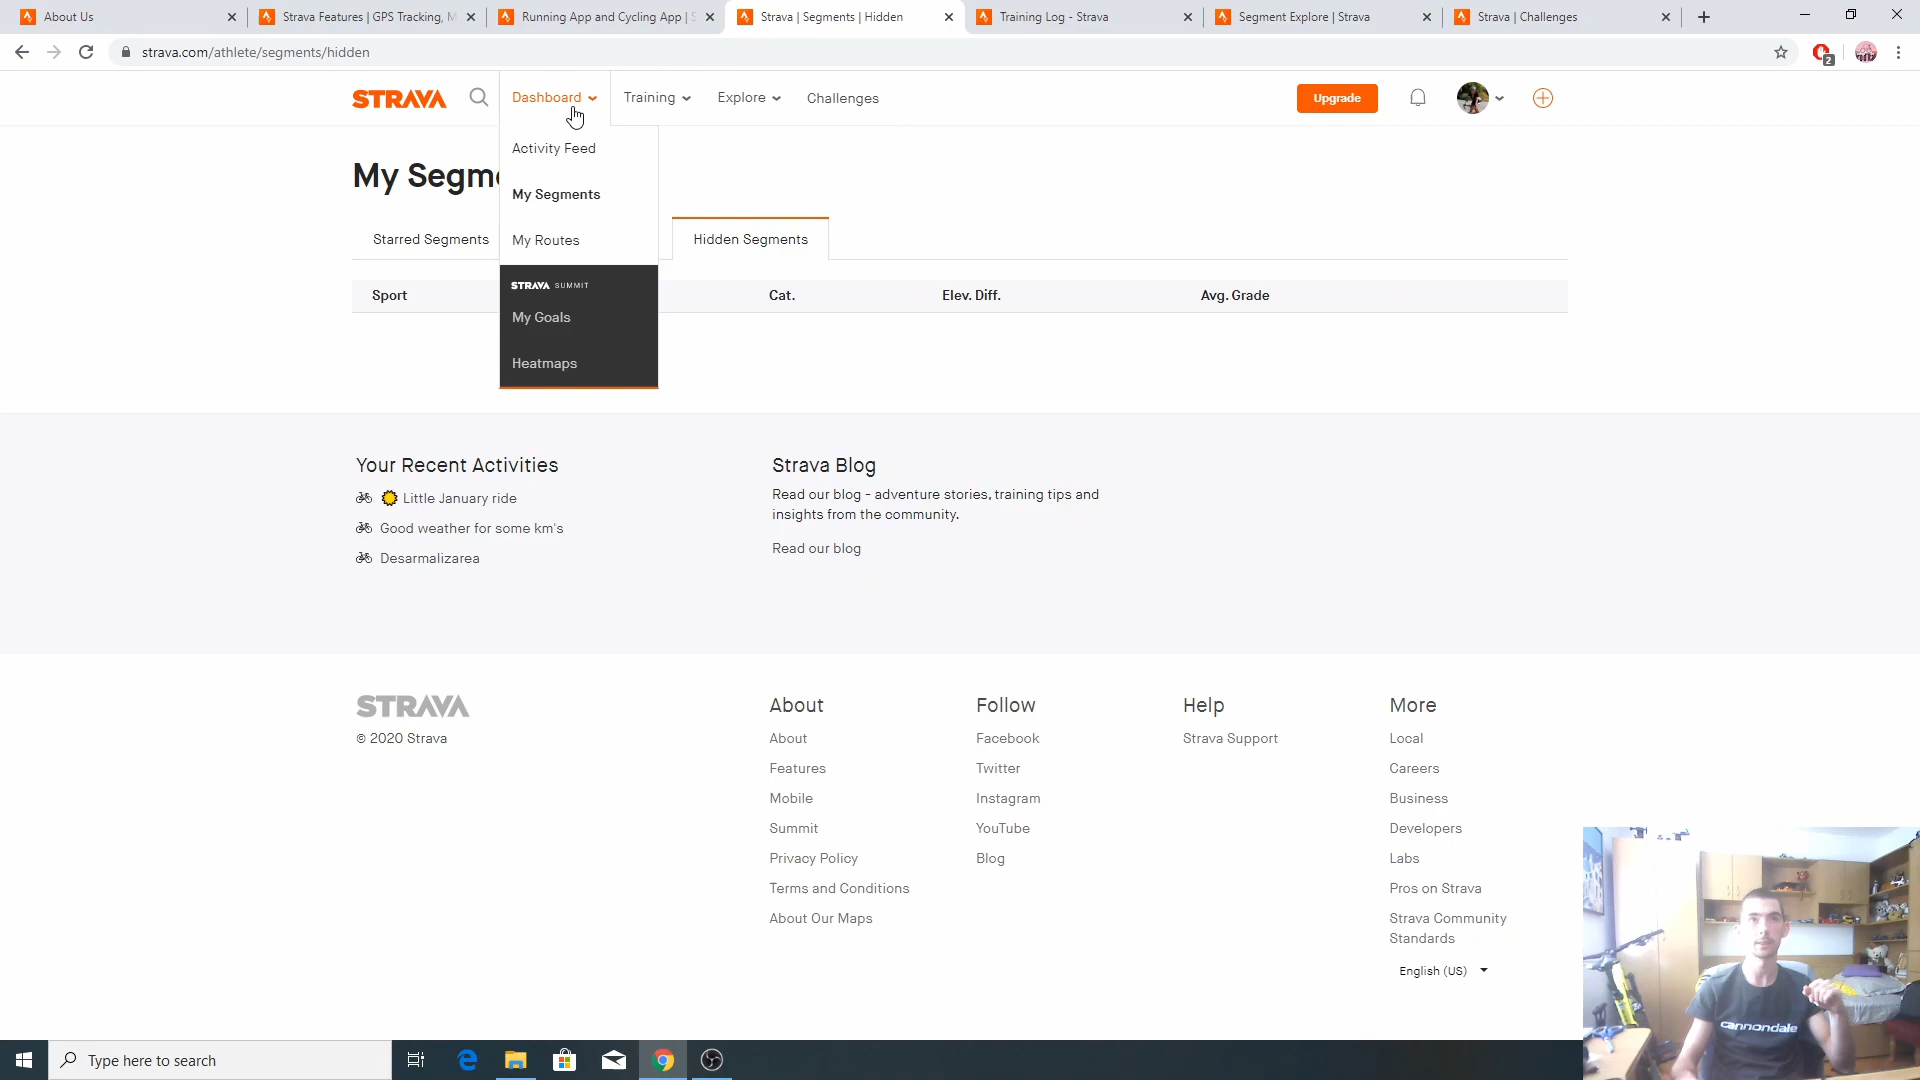 About Us
Strava Features | GPS Tracking, M
Running App and Cycling App | S
Strava | Segments | Hidden
Training Log - Strava
Segment Explore | Strava
Strava | Challenges
strava.com/athlete/segments/hidden
2
STRAVA
Dashboard
Training
Explore
Challenges
Upgrade
Activity Feed
My Segm
My Segments
Starred Segments
My Routes
Hidden Segments
STRAVA SUMMIT
Sport
Cat.
Elev. Diff.
Avg. Grade
My Goals
Heatmaps
Your Recent Activities
Little January ride
Good weather for some km's
Desarmalizarea
Strava Blog
Read our blog - adventure stories, training tips and
insights from the community.
Read our blog
STRAVA
© 2020 Strava
About
About
Features
Mobile
Summit
Privacy Policy
Terms and Conditions
About Our Maps
Follow
Facebook
Twitter
Instagram
YouTube
Blog
Help
Strava Support
More
Local
Careers
Business
Developers
Labs
Pros on Strava
Strava Community
Standards
English (US)
cannondale
Type here to search